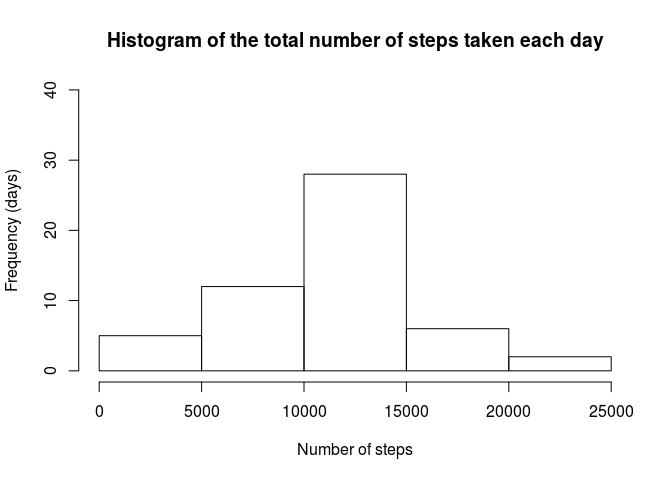 Histogram of the total number of steps taken each day
40
30
20
10
0
Frequency (days)
0 5000 10000 15000 20000 25000
Number of steps